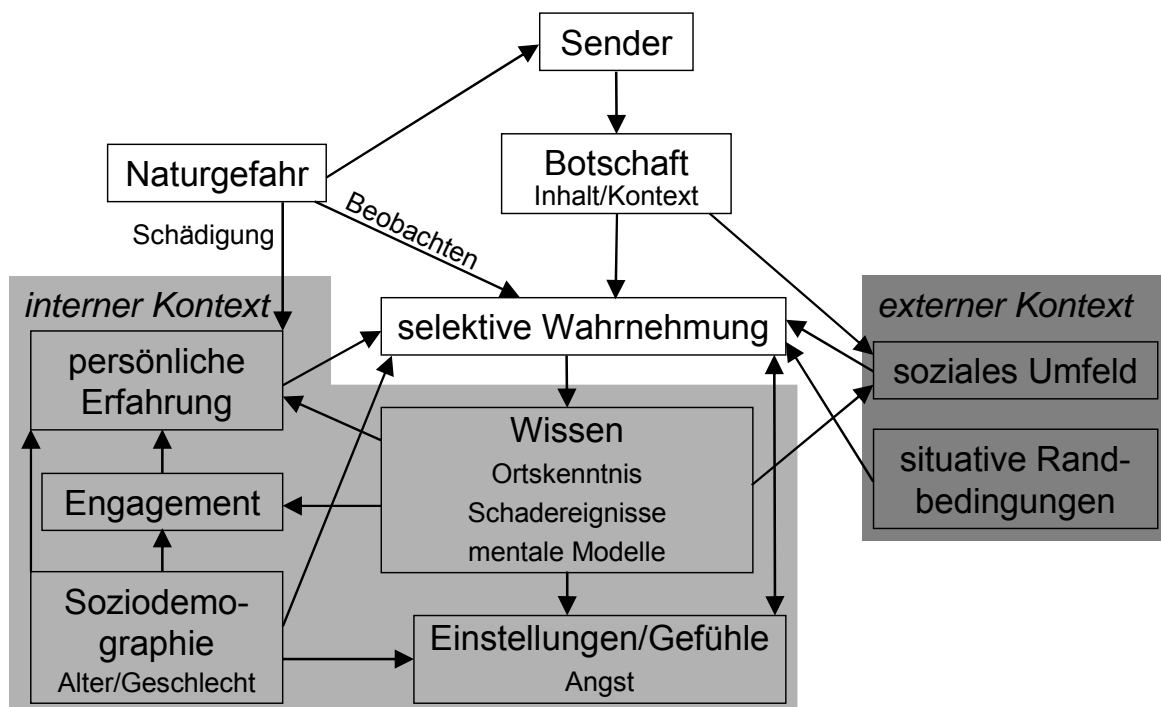 Sender
Naturgefahr
Botschaft
Inhalt/Kontext
Schädigung
Beobachten
interner Kontext
selektive Wahrnehmung
externer Kontext
persönliche
Erfahrung
soziales Umfeld
Wissen
Ortskenntnis
Schadereignisse
mentale Modelle
situative Rand-
bedingungen
Engagement
Soziodemo-
graphie
Alter/Geschlecht
Einstellungen/Gefühle
Angst